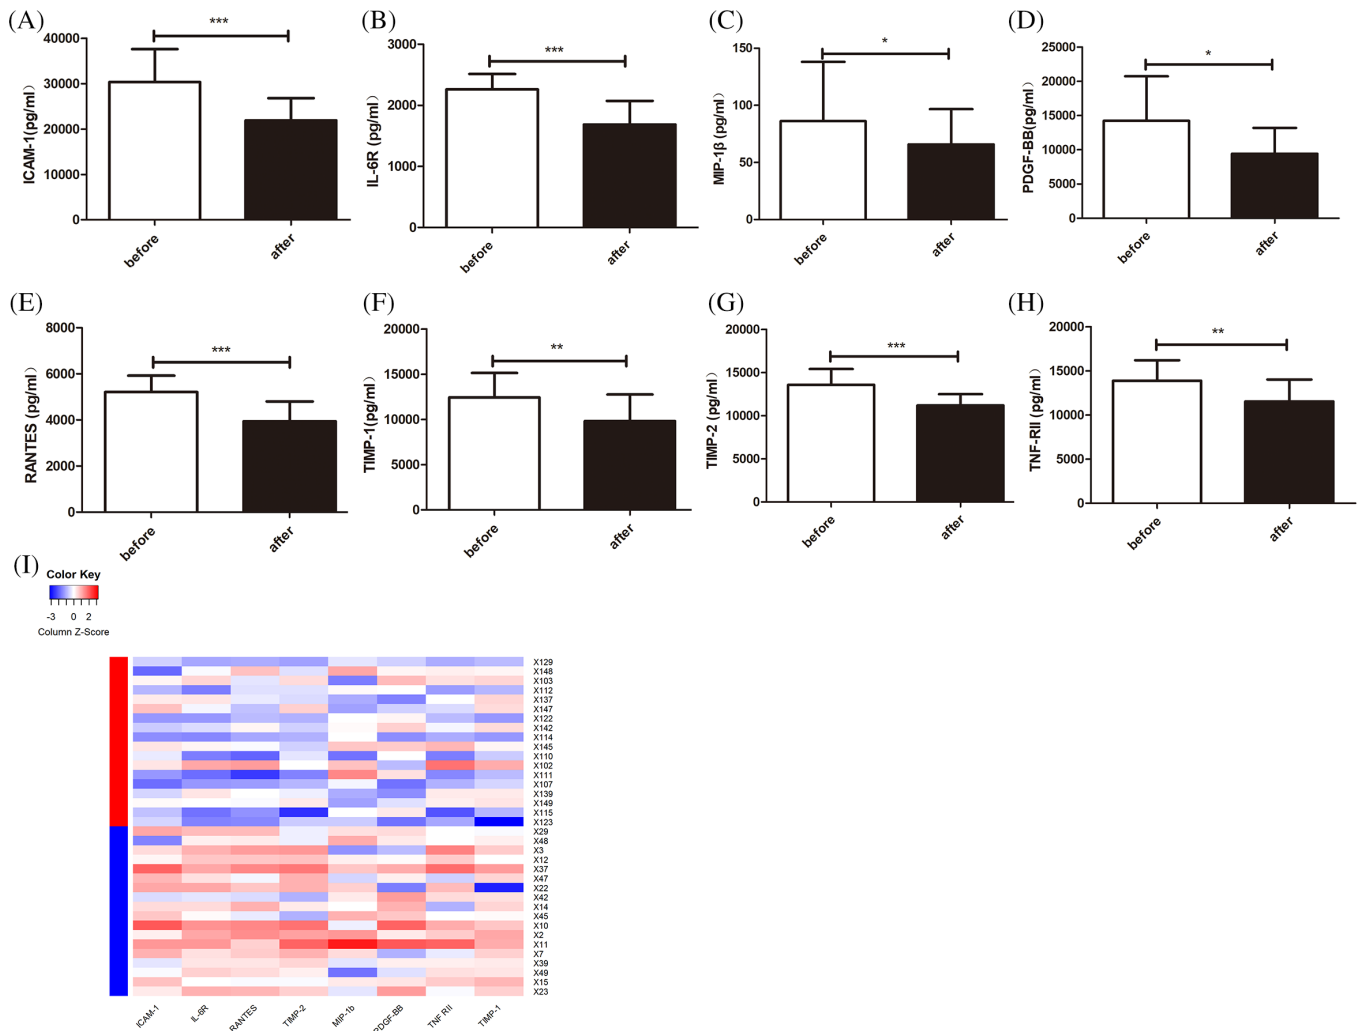 (A)
***
40000
30000
20000
10000
0
ICAM-1(pg/ml)
before
after
(B)
***
3000
2000
1000
0
IL-6R (pg/ml)
before
after
(C)
*
150
100
50
0
MIP-1β (pg/ml)
before
after
(D)
*
25000
20000
15000
10000
5000
0
PDGF-BB(pg/ml)
before
after
(E)
***
8000
6000
4000
2000
0
RANTES (pg/ml)
before
after
(F)
**
20000
15000
10000
5000
0
TIMP-1(pg/ml)
before
after
(G)
***
20000
15000
10000
5000
0
TIMP-2 (pg/ml)
before
after
(H)
**
20000
15000
10000
5000
0
TNF-RII (pg/ml)
before
after
(I)
Color Key
-3 0 2
Column Z-Score
X129
X148
X103
X112
X137
X147
X122
X142
X114
X145
X110
X102
X111
X107
X139
X149
X115
X123
X29
X48
X3
X12
X37
X47
X22
X42
X14
X45
X10
X2
X11
X7
X39
X49
X15
X23
ICAM-1
IL-6R
RANTES
TIMP-2
MIP-1b
PDGF-BB
TNF RII
TIMP-1